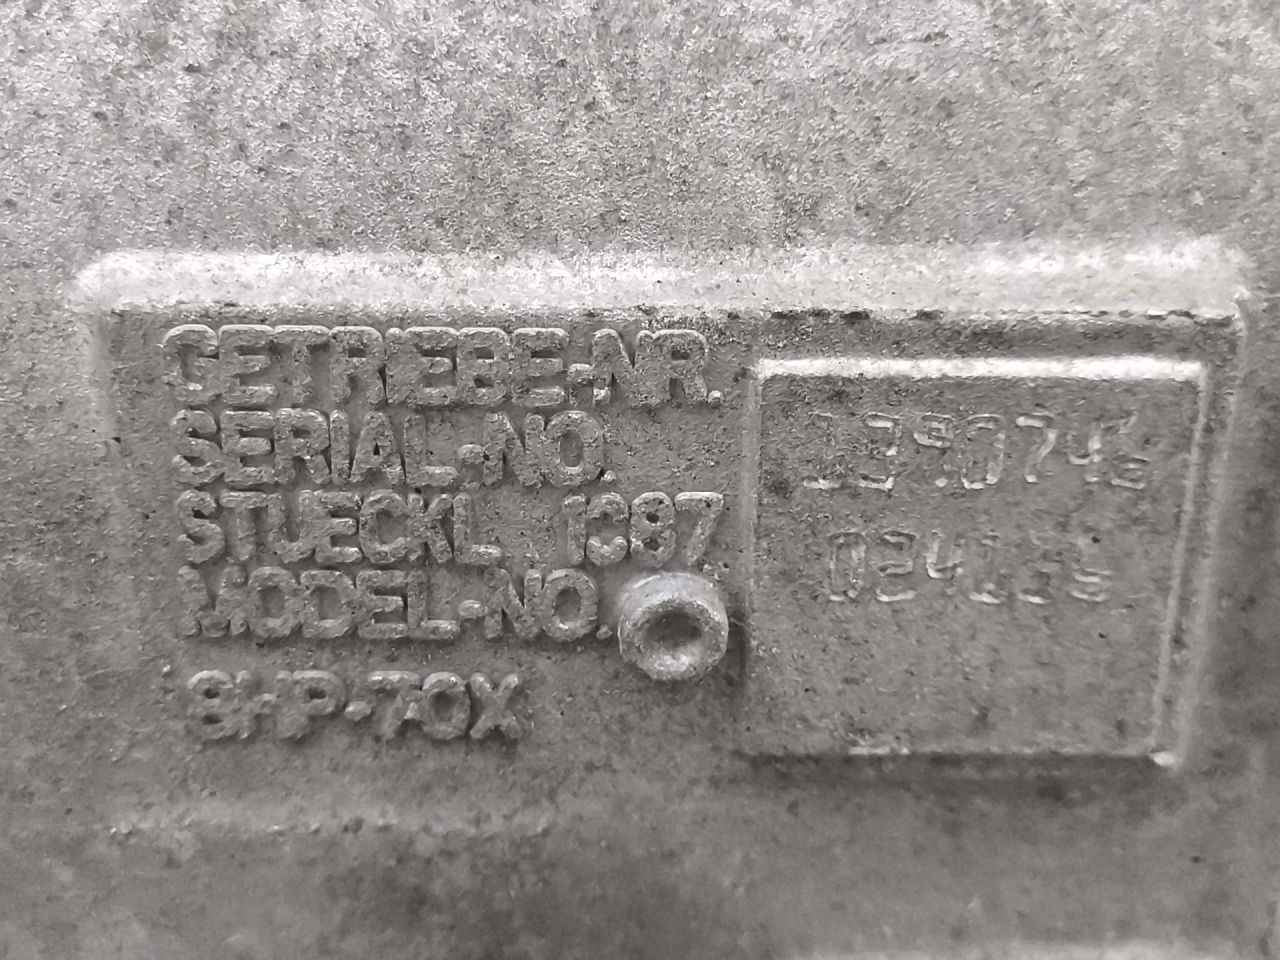 GETRIEBE-NR.
SERIAL-NO.
STUECKL 1087
MODEL-NO.
8HP-70X